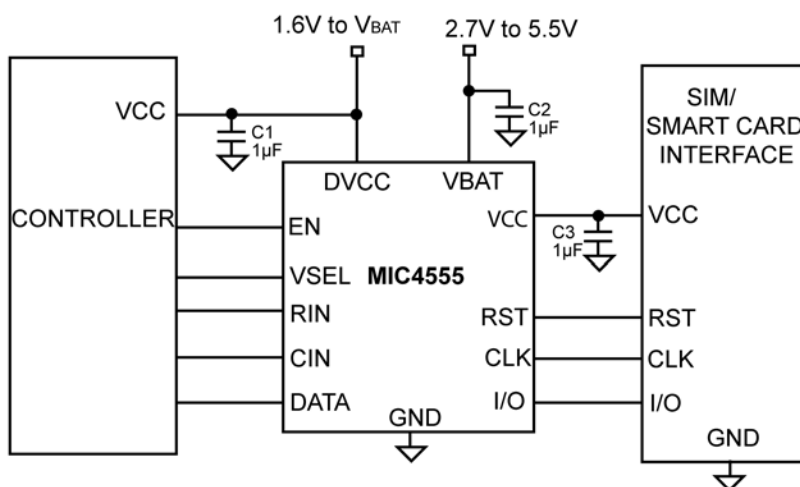 1.6V to VBAT
2.7V to 5.5V
VCC
C1
1µF
C2
1µF
SIM/
SMART CARD
INTERFACE
DVCC
VBAT
CONTROLLER
EN
VCC
C3
1µF
VCC
VSEL
MIC4555
RIN
RST
RST
CIN
CLK
CLK
DATA
I/O
I/O
GND
GND